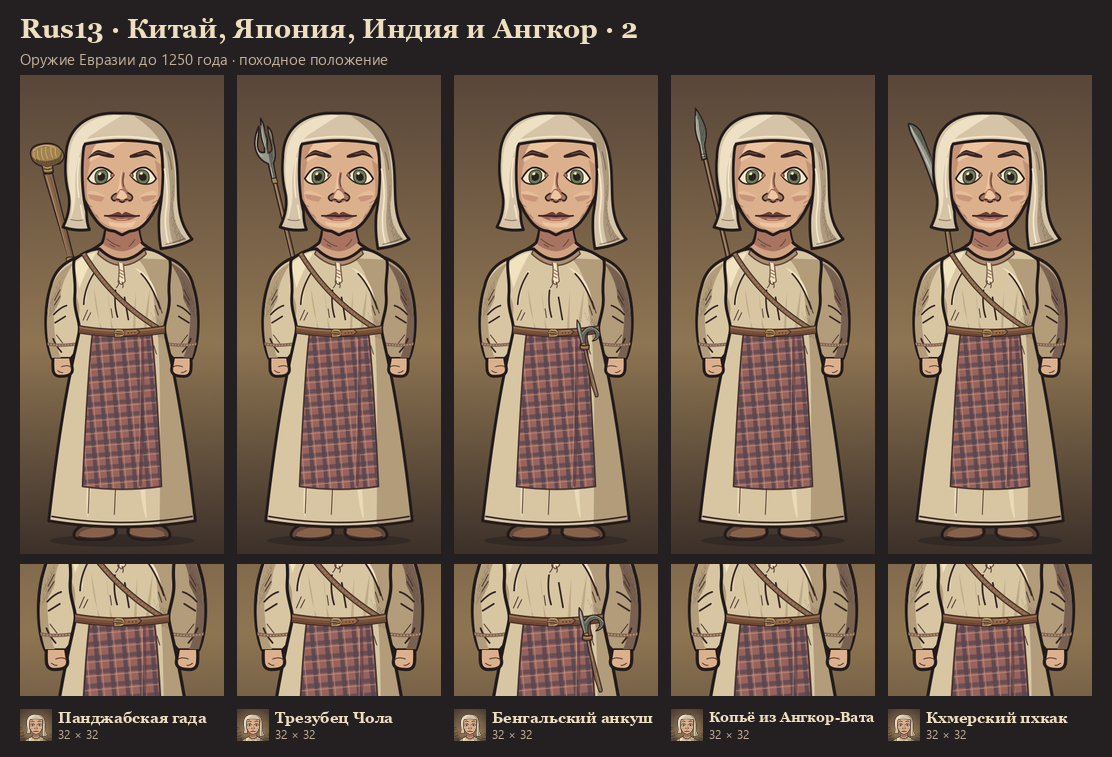 Rus13 · Китай, Япония, Индия и Ангкор · 2
Оружие Евразии до 1250 года · походное положение
Панджабская гада
32 × 32
Трезубец Чола
32 × 32
Бенгальский анкуш
32 × 32
Копьё из Ангкор-Вата
32 × 32
Кхмерский пхкак
32 × 32